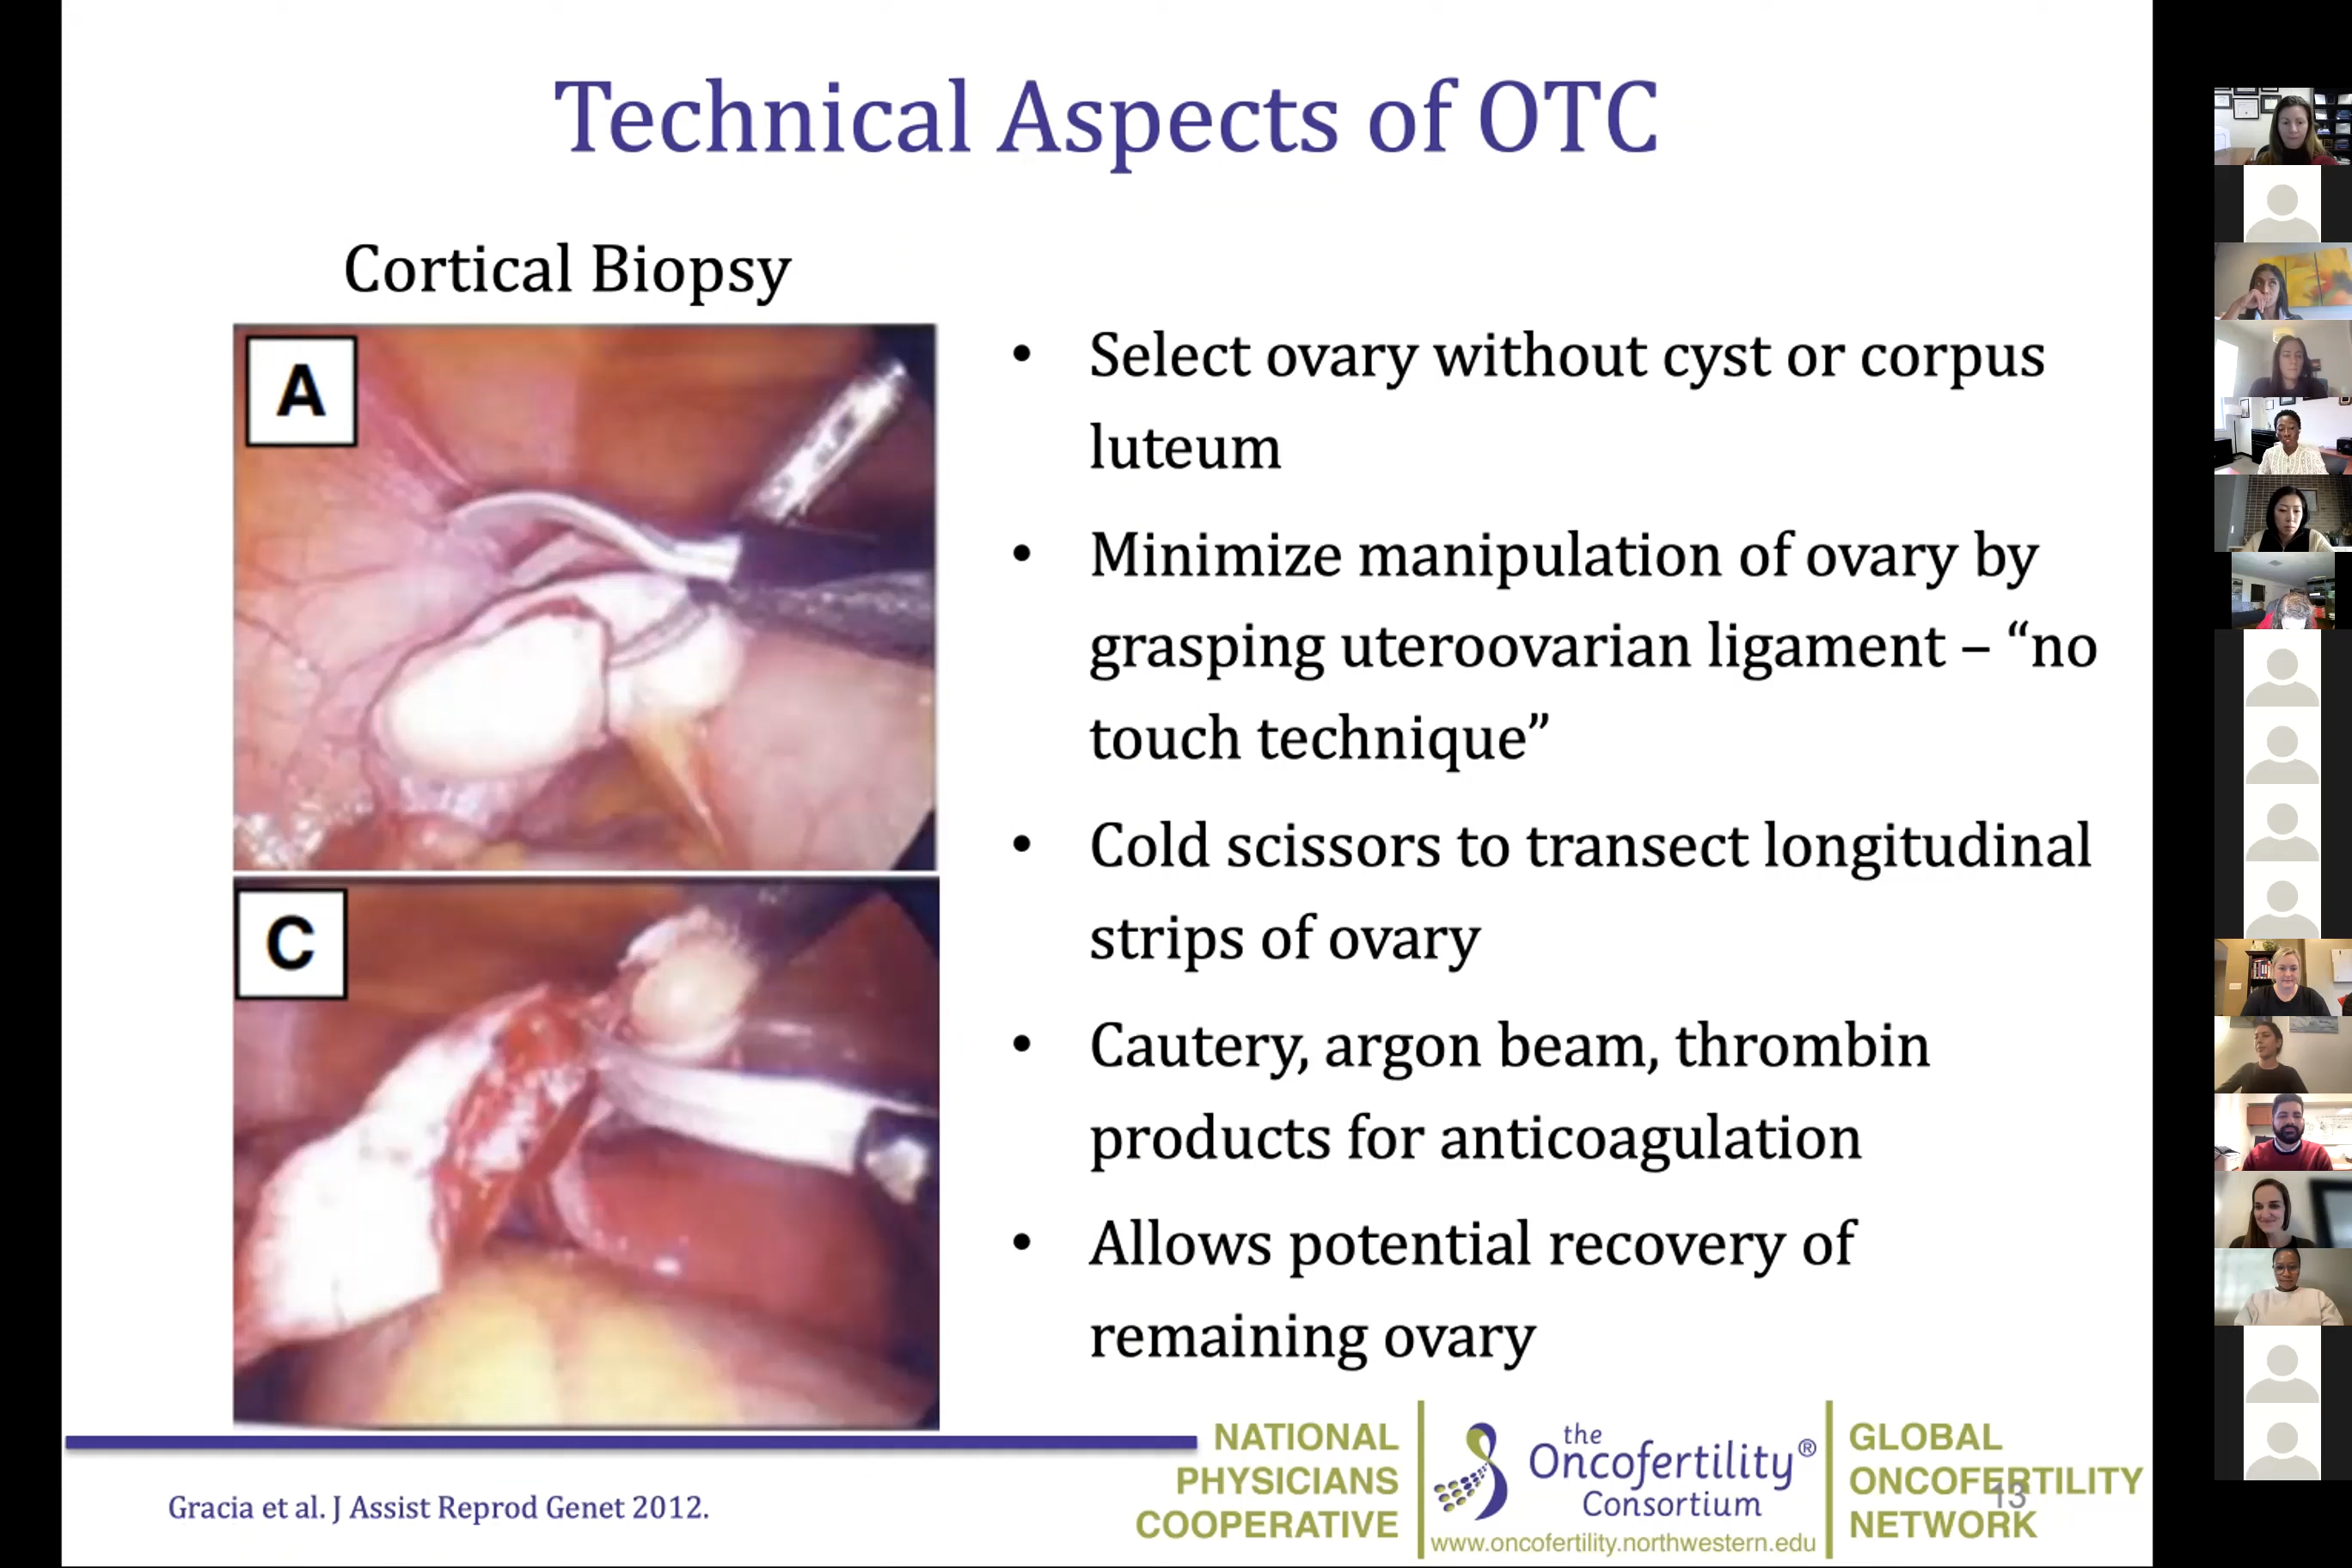 Technical Aspects of OTC
Cortical Biopsy
A
C
• Select ovary without cyst or corpus
luteum
• Minimize manipulation of ovary by
grasping uteroovarian ligament – “no
touch technique”
• Cold scissors to transect longitudinal
strips of ovary
• Cautery, argon beam, thrombin
products for anticoagulation
• Allows potential recovery of
remaining ovary
Gracia et al. J Assist Reprod Genet 2012.
NATIONAL
PHYSICIANS
COOPERATIVE
the
Oncofertility®
Consortium
www.oncofertility.northwestern.edu
GLOBAL
ONCOFERTILITY
NETWORK
13